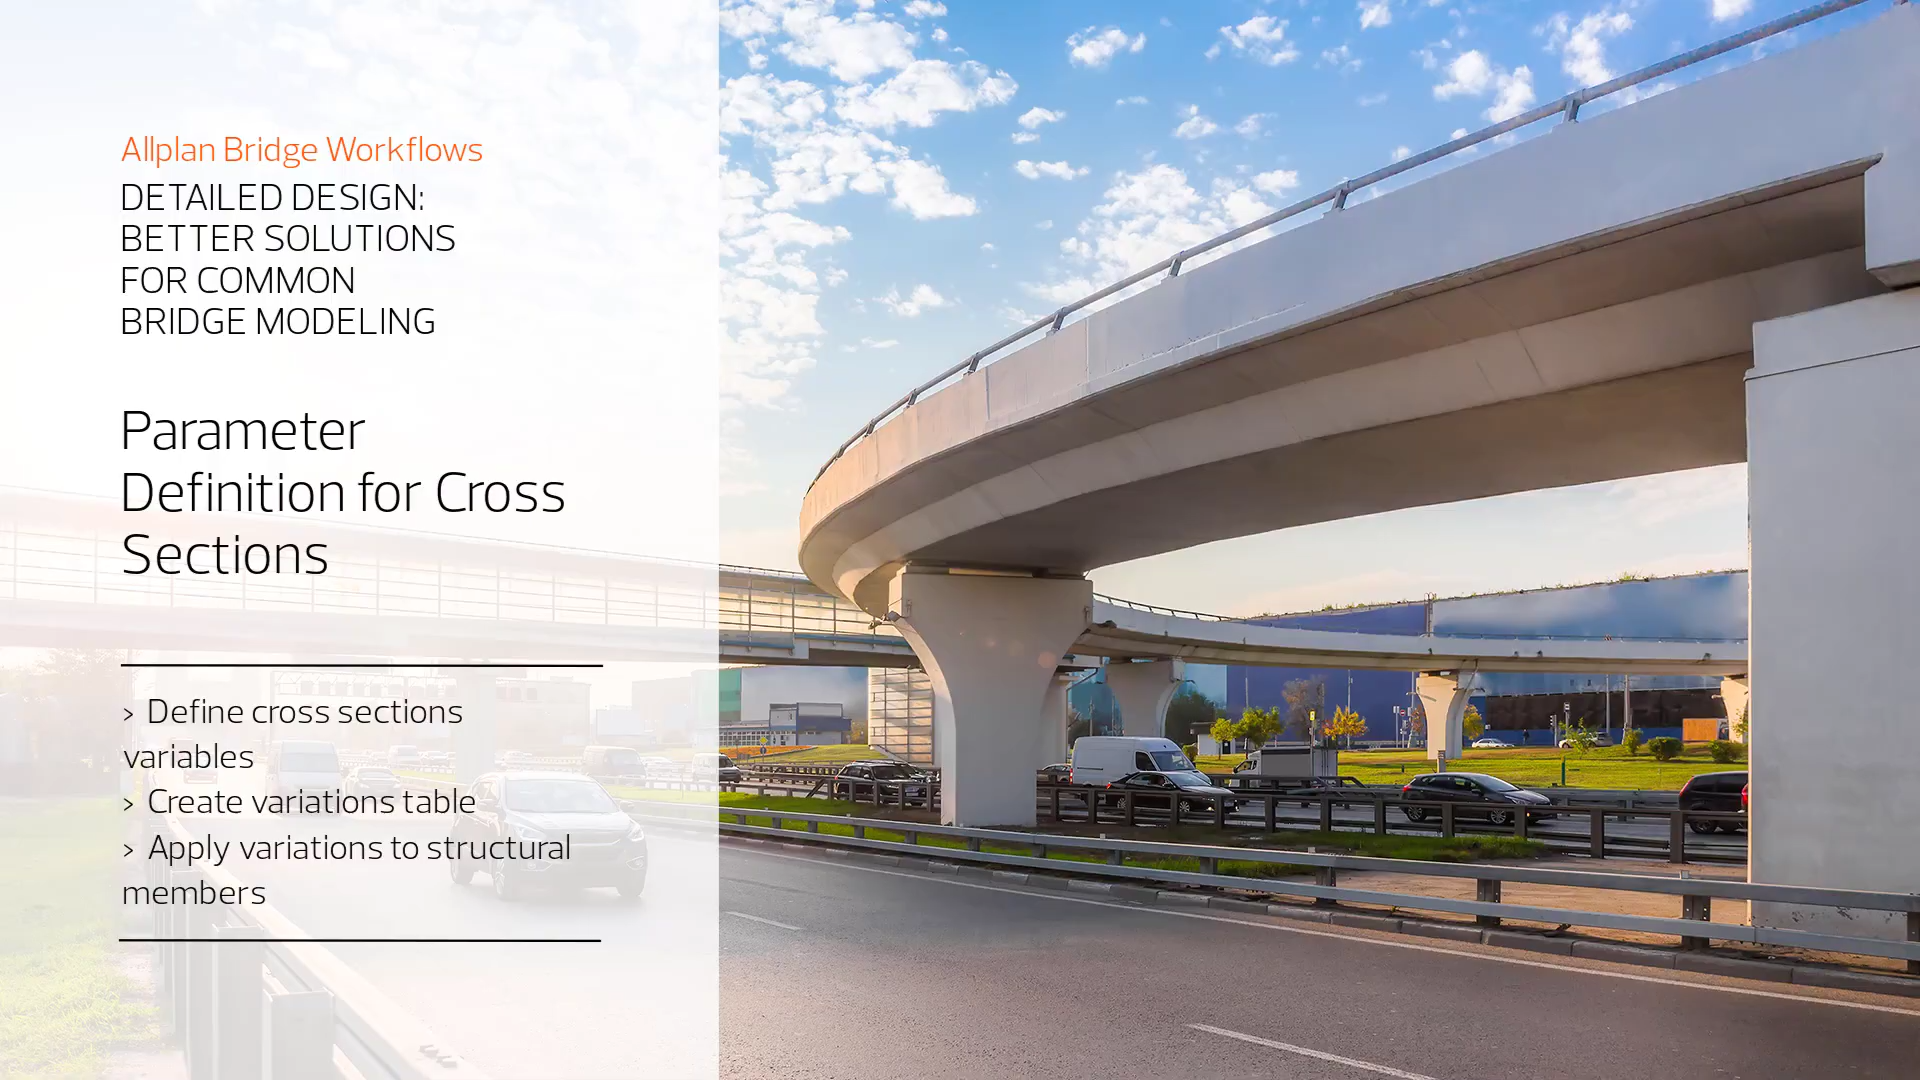 Allplan Bridge Workflows
DETAILED DESIGN:
BETTER SOLUTIONS
FOR COMMON
BRIDGE MODELING
Parameter
Definition for Cross
Sections
› Define cross sections
variables
› Create variations table
› Apply variations to structural
members